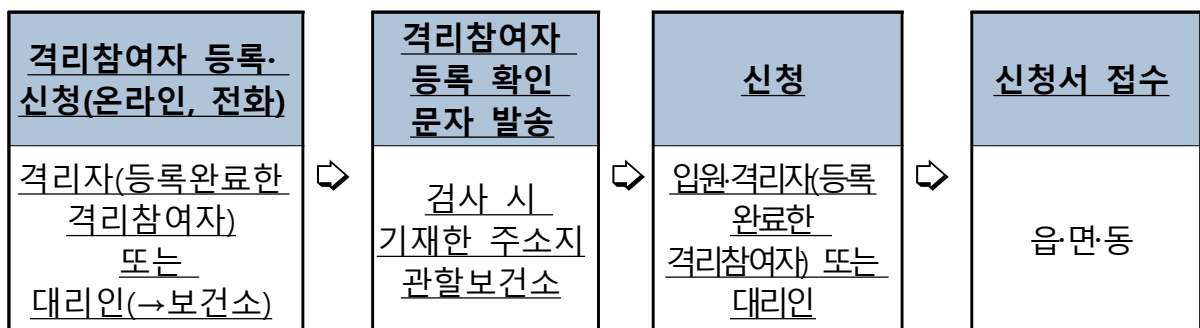 격리참여자 등록·
신청(온라인, 전화)
격리자(등록완료한
격리참여자)
또는
대리인(→보건소)
격리참여자
등록 확인
문자 발송
검사 시
기재한 주소지
관할보건소
신청
입원·격리자(등록
완료한
격리참여자) 또는
대리인
신청서 접수
읍·면·동